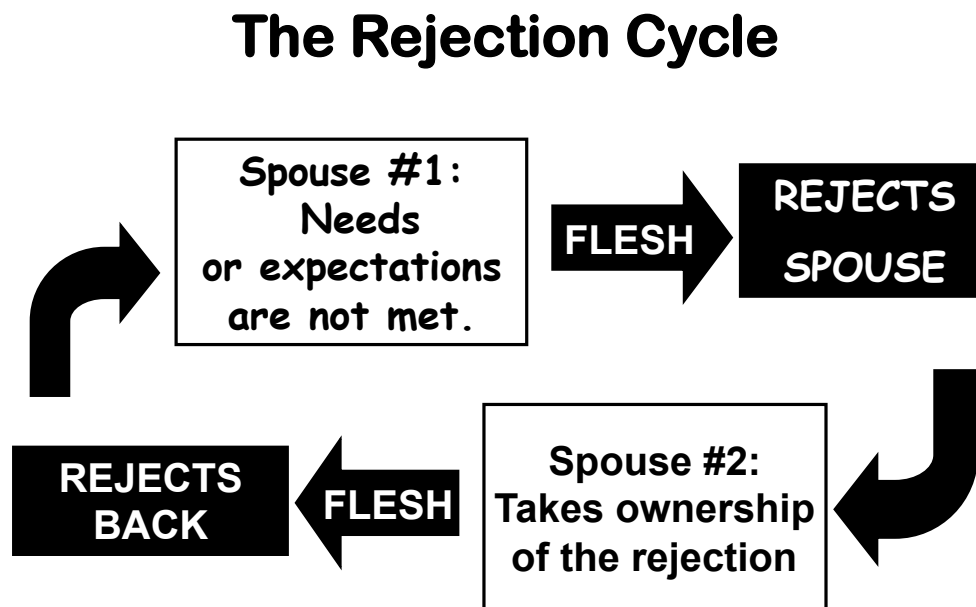 The Rejection Cycle
Spouse #1:
Needs
or expectations
are not met.
FLESH
REJECTS
SPOUSE
Spouse #2:
Takes ownership
of the rejection
FLESH
REJECTS
BACK